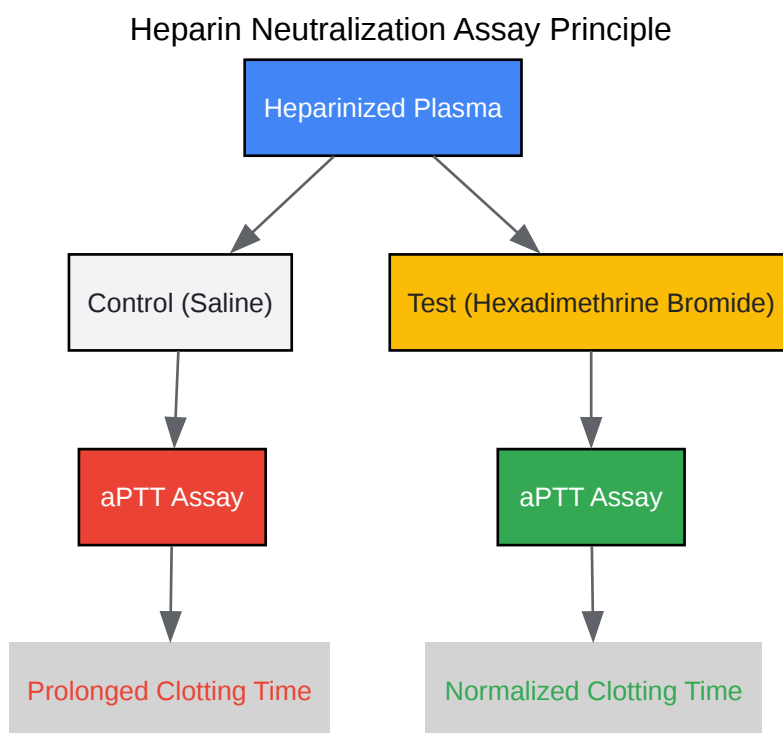 Heparin Neutralization Assay Principle
Heparinized Plasma
Control (Saline)
Test (Hexadimethrine Bromide)
aPTT Assay
aPTT Assay
Prolonged Clotting Time
Normalized Clotting Time